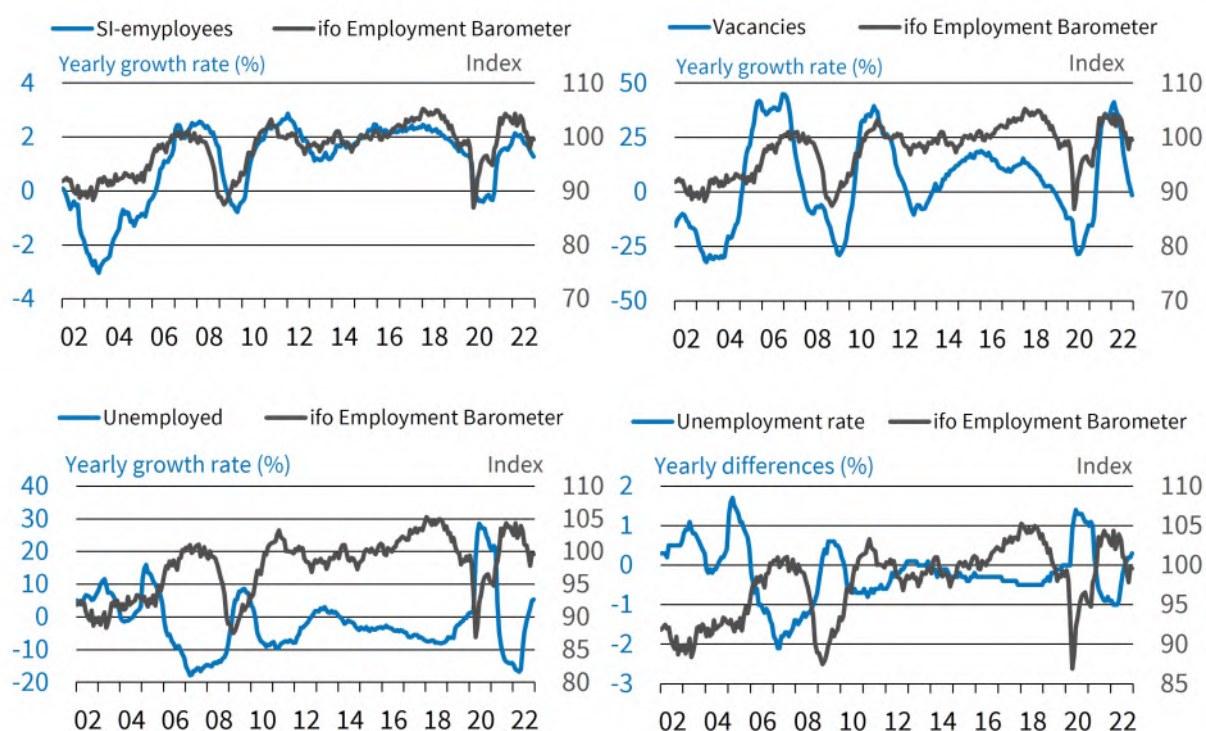 SI-emyployees ifo Employment Barometer
Yearly growth rate (%) Index
4 110
2 100
0 90
-2 80
-4 70
02 04 06 08 10 12 14 16 18 20 22
Vacancies ifo Employment Barometer
Yearly growth rate (%) Index
50 110
25 100
0 90
-25 80
-50 70
02 04 06 08 10 12 14 16 18 20 22
Unemployed ifo Employment Barometer
Yearly growth rate (%) Index
40 110
30 105
20 100
10 95
0 90
-10 85
-20 80
02 04 06 08 10 12 14 16 18 20 22
Unemployment rate ifo Employment Barometer
Yearly differences (%) Index
2 110
1 105
0 100
-1 95
-2 90
-3 85
02 04 06 08 10 12 14 16 18 20 22